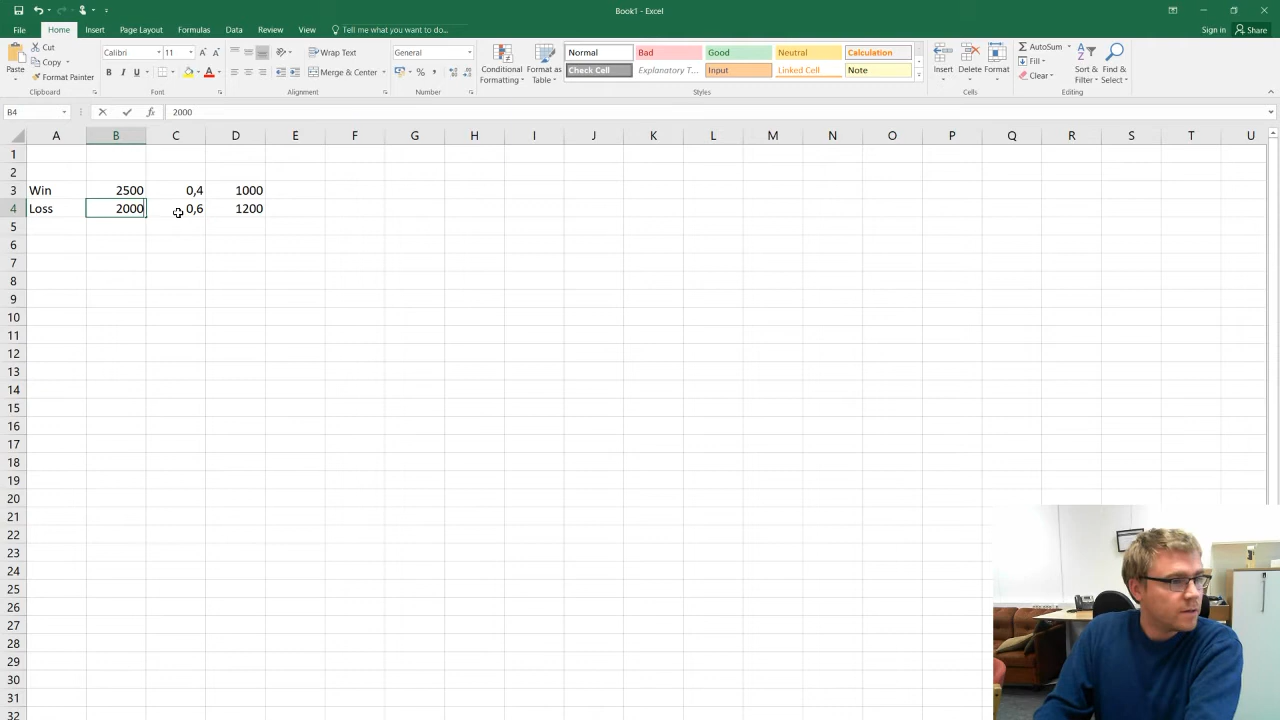 Book1 - Excel
File Home Insert Page Layout Formulas Data Review View Tell me what you want to do... Sign in Share
Paste Cut Copy Format Painter Clipboard
Calibri 11 B I U Font
Wrap Text Merge & Center Alignment
General % Number
Conditional Formatting Format as Table
Normal Bad Good Neutral Calculation
Check Cell Explanatory T... Input Linked Cell Note
Styles
Insert Delete Format Cells
AutoSum Fill Clear Sort & Filter Find & Select Editing
B4 fx 2000
A B C D E F G H I J K L M N O P Q R S T U
1
2
3 Win 2500 0,4 1000
4 Loss 2000 0,6 1200
5
6
7
8
9
10
11
12
13
14
15
16
17
18
19
20
21
22
23
24
25
26
27
28
29
30
31
32